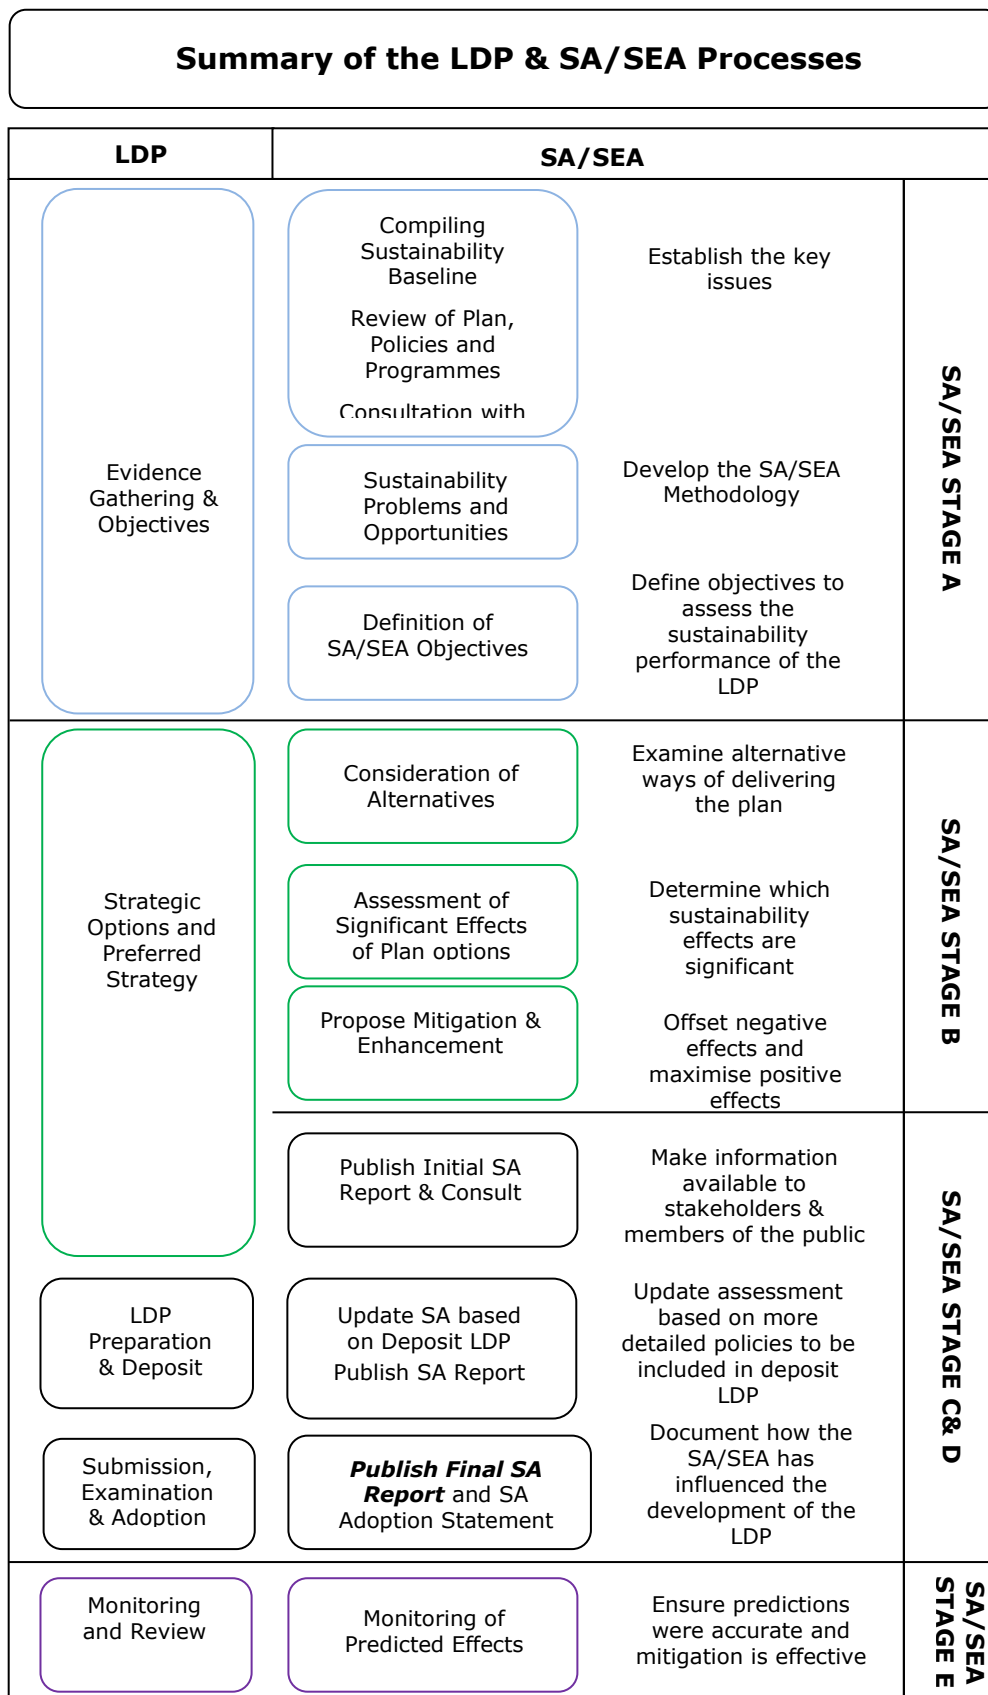 Summary of the LDP & SA/SEA Processes
LDP
SA/SEA
Evidence
Gathering &
Objectives
Compiling
Sustainability
Baseline
Review of Plan,
Policies and
Programmes
Consultation with
Establish the key
issues
Sustainability
Problems and
Opportunities
Develop the SA/SEA
Methodology
Definition of
SA/SEA Objectives
Define objectives to
assess the
sustainability
performance of the
LDP
SA/SEA STAGE A
Strategic
Options and
Preferred
Strategy
Consideration of
Alternatives
Examine alternative
ways of delivering
the plan
Assessment of
Significant Effects
of Plan options
Determine which
sustainability
effects are
significant
Propose Mitigation &
Enhancement
Offset negative
effects and
maximise positive
effects
SA/SEA STAGE B
Publish Initial SA
Report & Consult
Make information
available to
stakeholders &
members of the public
LDP
Preparation
& Deposit
Update SA based
on Deposit LDP
Publish SA Report
Update assessment
based on more
detailed policies to be
included in deposit
LDP
Submission,
Examination
& Adoption
Publish Final SA
Report and SA
Adoption Statement
Document how the
SA/SEA has
influenced the
development of the
LDP
SA/SEA STAGE C& D
Monitoring
and Review
Monitoring of
Predicted Effects
Ensure predictions
were accurate and
mitigation is effective
SA/SEA
STAGE E